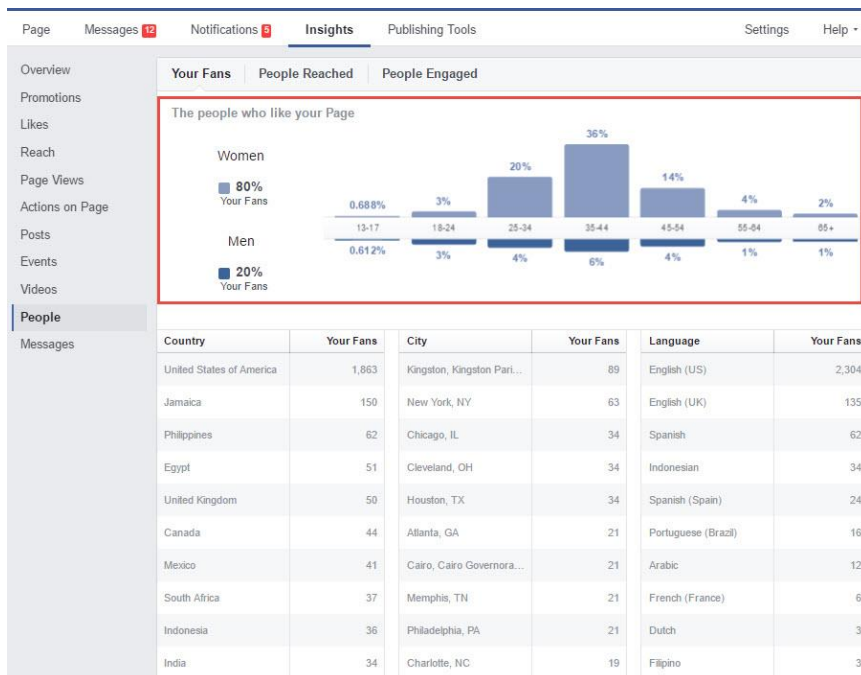 Page Messages 12 Notifications 5 Insights Publishing Tools Settings Help
Overview
Promotions
Likes
Reach
Page Views
Actions on Page
Posts
Events
Videos
People
Messages
Your Fans People Reached People Engaged
The people who like your Page
Women
80%
Your Fans
0.688% 3% 20% 36% 14% 4% 2%
13-17 18-24 25-34 35-44 45-54 55-64 65+
Men
20%
Your Fans
0.612% 3% 4% 6% 4% 1% 1%
Country Your Fans City Your Fans Language Your Fans
United States of America 1,863 Kingston, Kingston Pari... 89 English (US) 2,304
Jamaica 150 New York, NY 63 English (UK) 135
Philippines 62 Chicago, IL 34 Spanish 62
Egypt 51 Cleveland, OH 34 Indonesian 34
United Kingdom 50 Houston, TX 34 Spanish (Spain) 24
Canada 44 Atlanta, GA 21 Portuguese (Brazil) 16
Mexico 41 Cairo, Cairo Governora... 21 Arabic 12
South Africa 37 Memphis, TN 21 French (France) 6
Indonesia 36 Philadelphia, PA 21 Dutch 3
India 34 Charlotte, NC 19 Filipino 3